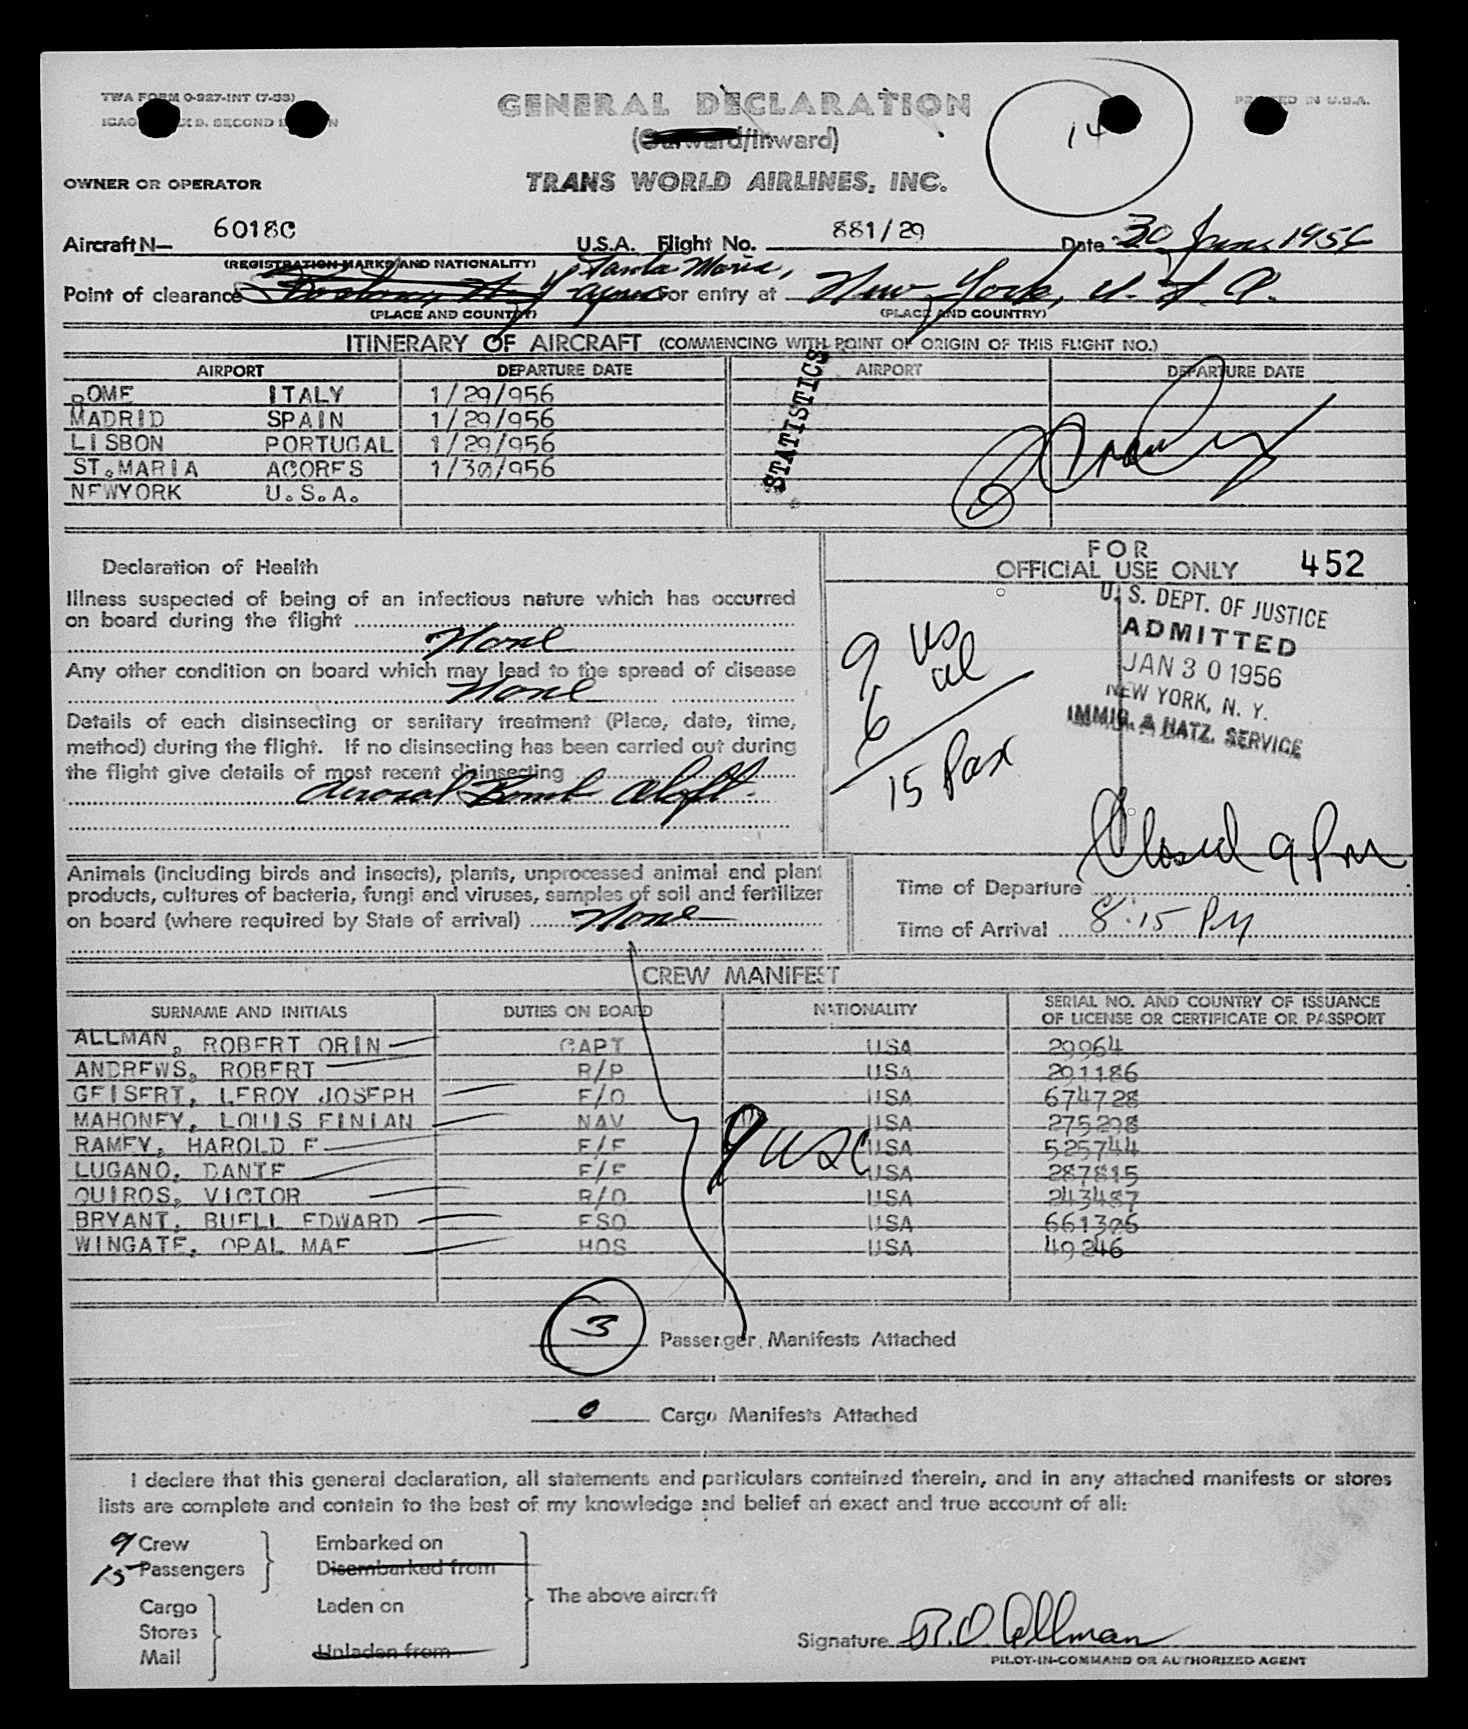 TWA FORM 0-927-INT (7-53)
GENERAL DECLARATION
14
(Outward/Inward)
TRANS WORLD AIRLINES, INC.
OWNER OR OPERATOR
Aircraft N— 6018C U.S.A. Flight No. 881/29 Date 30 Jan. 1956
(REGISTRATION MARKS AND NATIONALITY) Santa Maria,
Point of clearance For entry at New York, U.S.A.
(PLACE AND COUNTRY) (PLACE AND COUNTRY)
ITINERARY OF AIRCRAFT (COMMENCING WITH POINT OF ORIGIN OF THIS FLIGHT NO.)
AIRPORT DEPARTURE DATE AIRPORT DEPARTURE DATE
ROME ITALY 1/29/956
MADRID SPAIN 1/29/956
LISBON PORTUGAL 1/29/956
ST.MARIA ACORES 1/30/956
NEWYORK U.S.A.
STATISTICS
Declaration of Health
Illness suspected of being of an infectious nature which has occurred
on board during the flight
None
Any other condition on board which may lead to the spread of disease
None
Details of each disinsecting or sanitary treatment (Place, date, time,
method) during the flight. If no disinsecting has been carried out during
the flight give details of most recent disinsecting
Aerosol Bomb Aloft.
FOR
OFFICIAL USE ONLY 452
U. S. DEPT. OF JUSTICE
ADMITTED
JAN 30 1956
NEW YORK, N. Y.
IMMIG. & NATZ. SERVICE
9 US
6 al
15 Pax
Closed 9 PM
Animals (including birds and insects), plants, unprocessed animal and plant
products, cultures of bacteria, fungi and viruses, samples of soil and fertilizer
on board (where required by State of arrival) None
Time of Departure
Time of Arrival 8:15 PM
CREW MANIFEST
SURNAME AND INITIALS DUTIES ON BOARD NATIONALITY SERIAL NO. AND COUNTRY OF ISSUANCE
OF LICENSE OR CERTIFICATE OR PASSPORT
ALLMAN, ROBERT ORIN CAPT USA 29964
ANDREWS, ROBERT R/P USA 291186
GEISERT, LEROY JOSEPH F/O USA 674728
MAHONEY, LOUIS FINIAN NAV USA 275298
RAMEY, HAROLD F F/E USA 525744
LUGANO, DANTE F/E USA 287815
QUIROS, VICTOR R/O USA 243487
BRYANT, BUELL EDWARD FSO USA 661306
WINGATE, OPAL MAE HOS USA 49246
9 USC
3 Passenger Manifests Attached
0 Cargo Manifests Attached
I declare that this general declaration, all statements and particulars contained therein, and in any attached manifests or stores
lists are complete and contain to the best of my knowledge and belief an exact and true account of all:
9 Crew Embarked on
15 Passengers Disembarked from
The above aircraft
Cargo Laden on
Stores
Mail Unladen from
Signature R.O. Allman
PILOT-IN-COMMAND OR AUTHORIZED AGENT